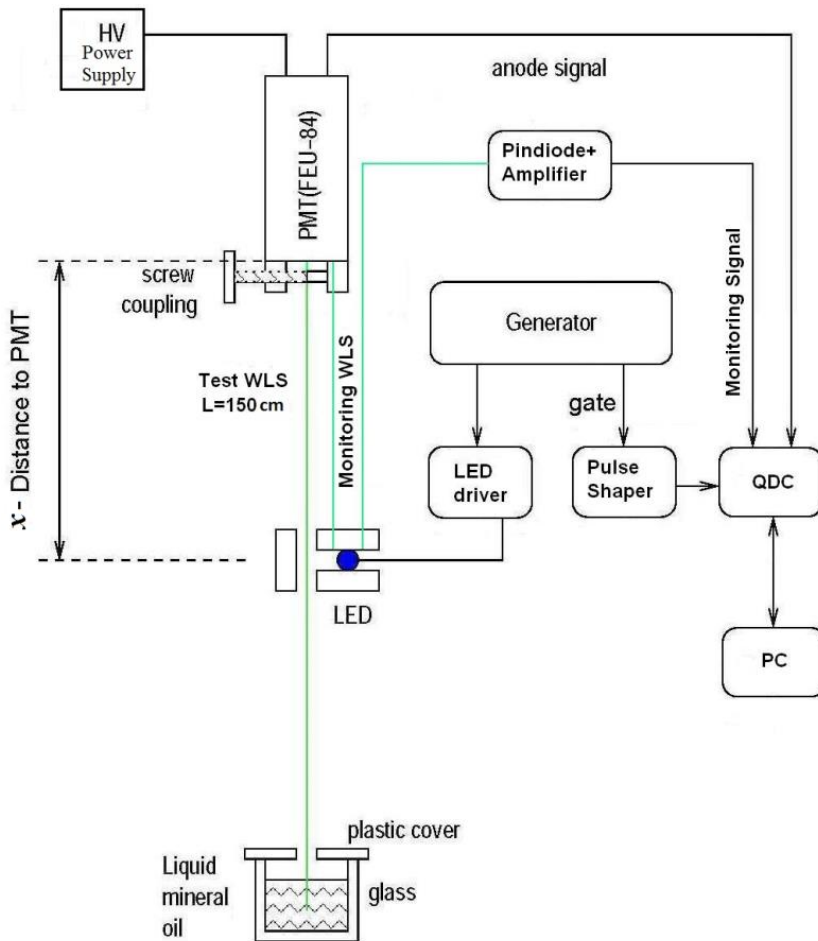 HV
Power
Supply
anode signal
PMT(FEU-84)
Pindiode+
Amplifier
screw
coupling
Monitoring Signal
Generator
x - Distance to PMT
Test WLS
L=150 cm
Monitoring WLS
gate
LED
driver
Pulse
Shaper
QDC
LED
PC
plastic cover
Liquid
mineral
oil
glass